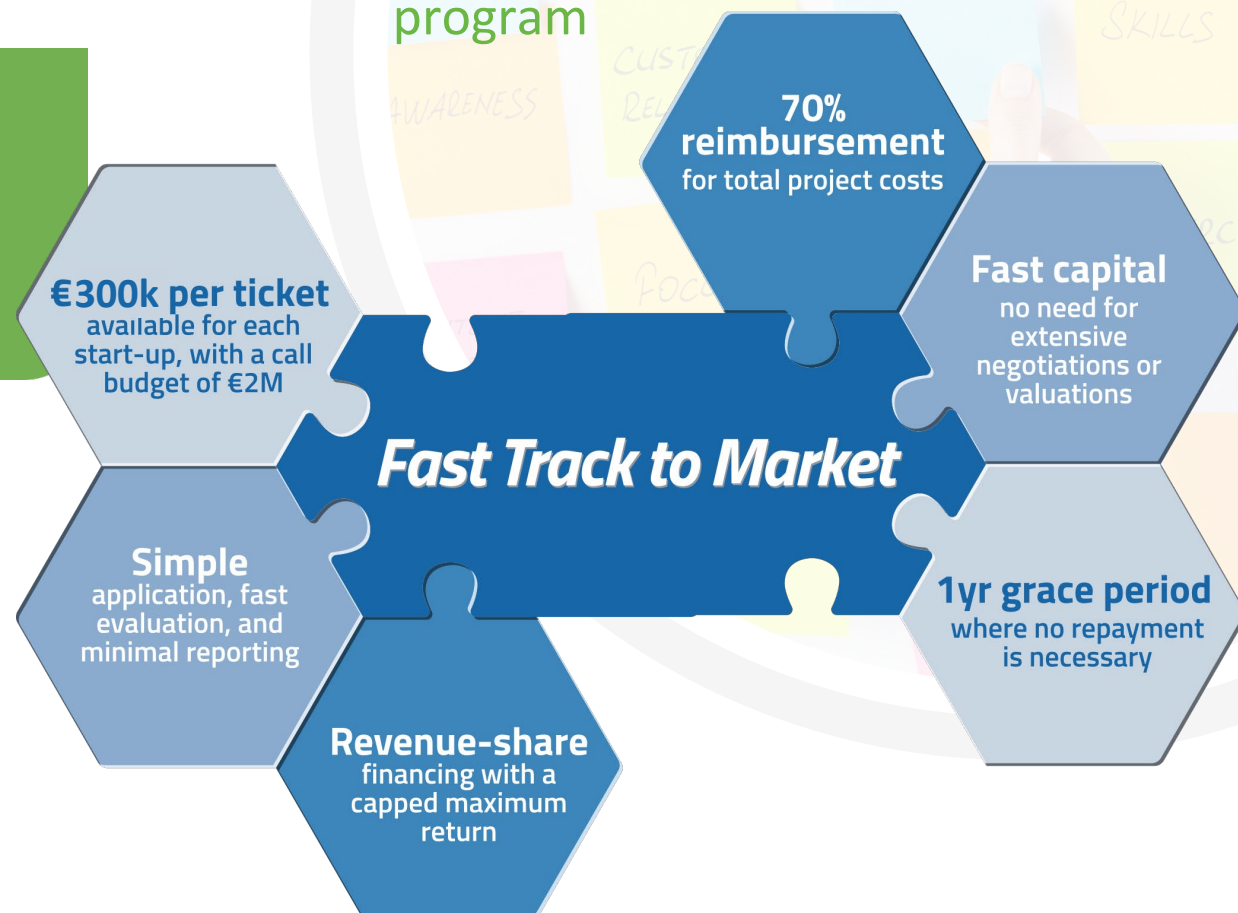 program
SKILLS
AWARENESS
70%
reimbursement
for total project costs
Fast capital
no need for
extensive
negotiations or
valuations
€300k per ticket
available for each
start-up, with a call
budget of €2M
Fast Track to Market
Simple
application, fast
evaluation, and
minimal reporting
1yr grace period
where no repayment
is necessary
Revenue-share
financing with a
capped maximum
return